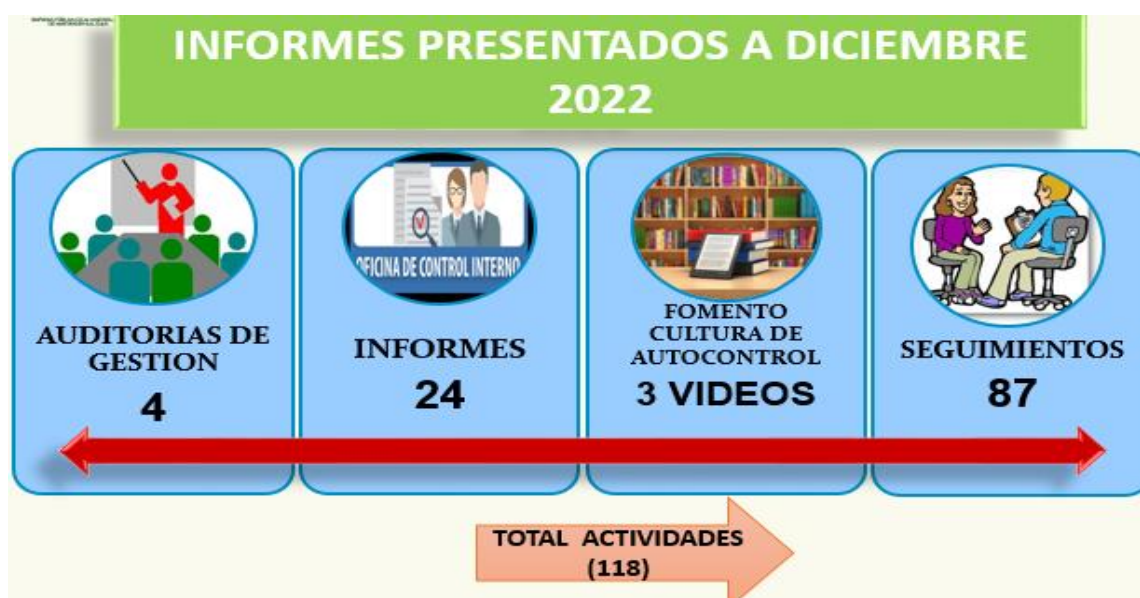 INFORMES PRESENTADOS A DICIEMBRE
2022
OFICINA DE CONTROL INTERNO
AUDITORIAS DE
GESTION
4
INFORMES
24
FOMENTO
CULTURA DE
AUTOCONTROL
3 VIDEOS
SEGUIMIENTOS
87
TOTAL ACTIVIDADES
(118)